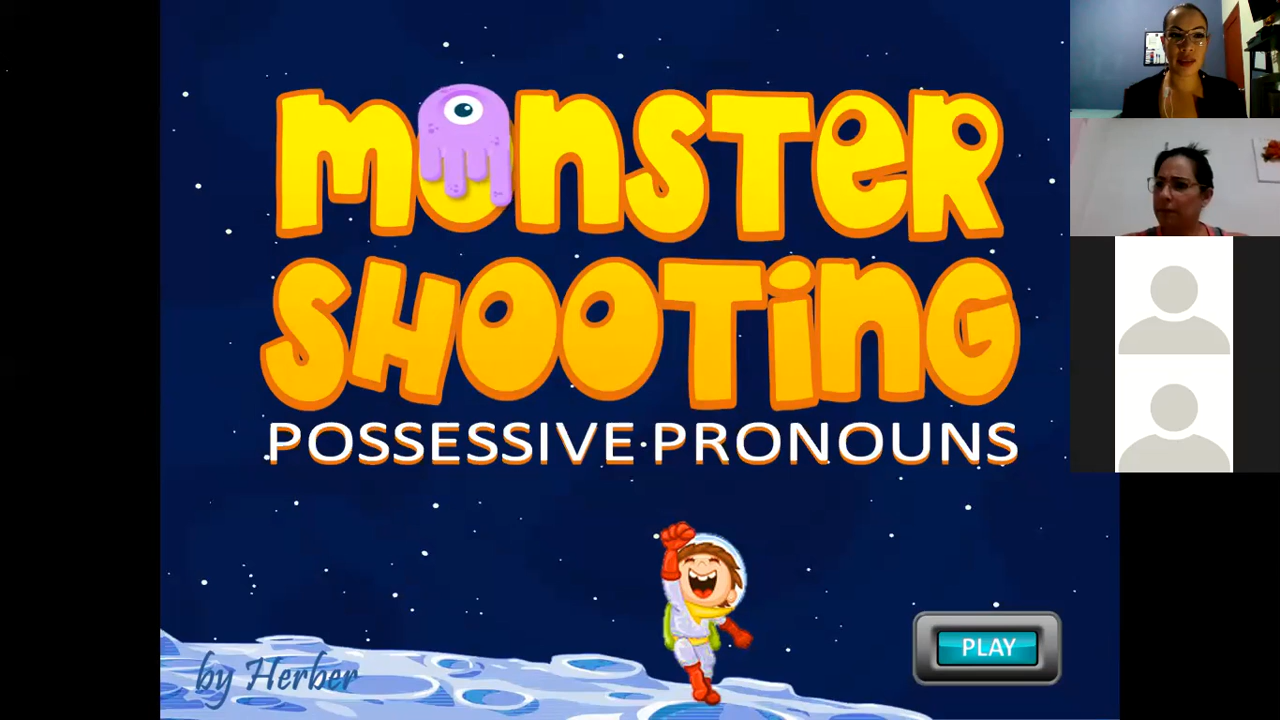 MONSTER
SHOOTING
POSSESSIVE PRONOUNS
by Herber
PLAY